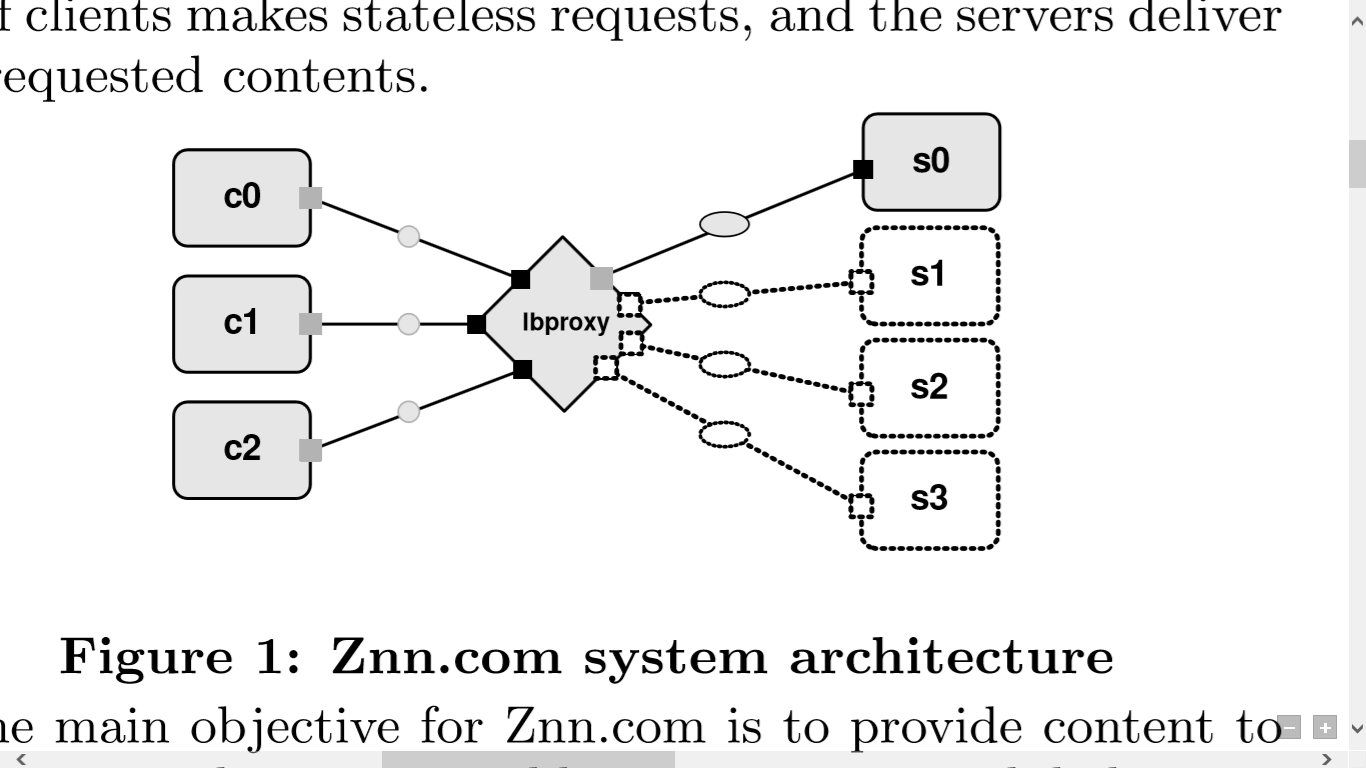 f clients makes stateless requests, and the servers deliver
requested contents.
c0
c1
c2
lbproxy
s0
s1
s2
s3
Figure 1: Znn.com system architecture
he main objective for Znn.com is to provide content to